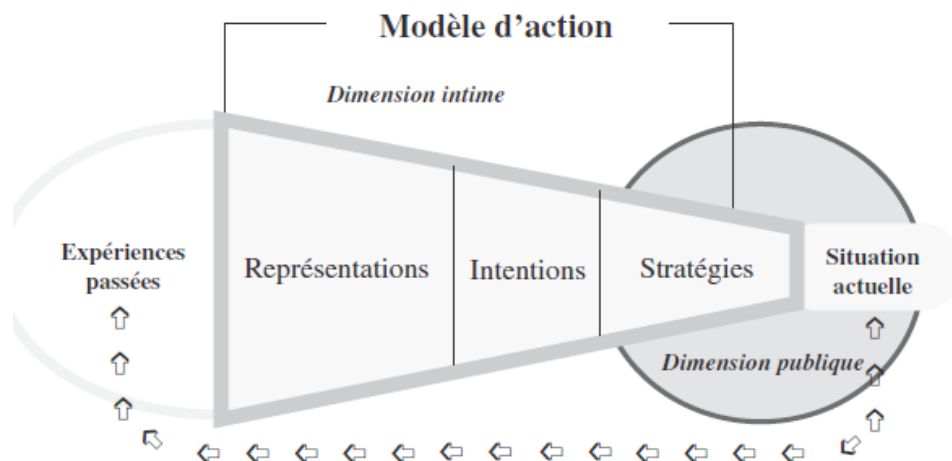 Modèle d’action
Dimension intime
Expériences
passées
Représentations
Intentions
Stratégies
Situation
actuelle
Dimension publique